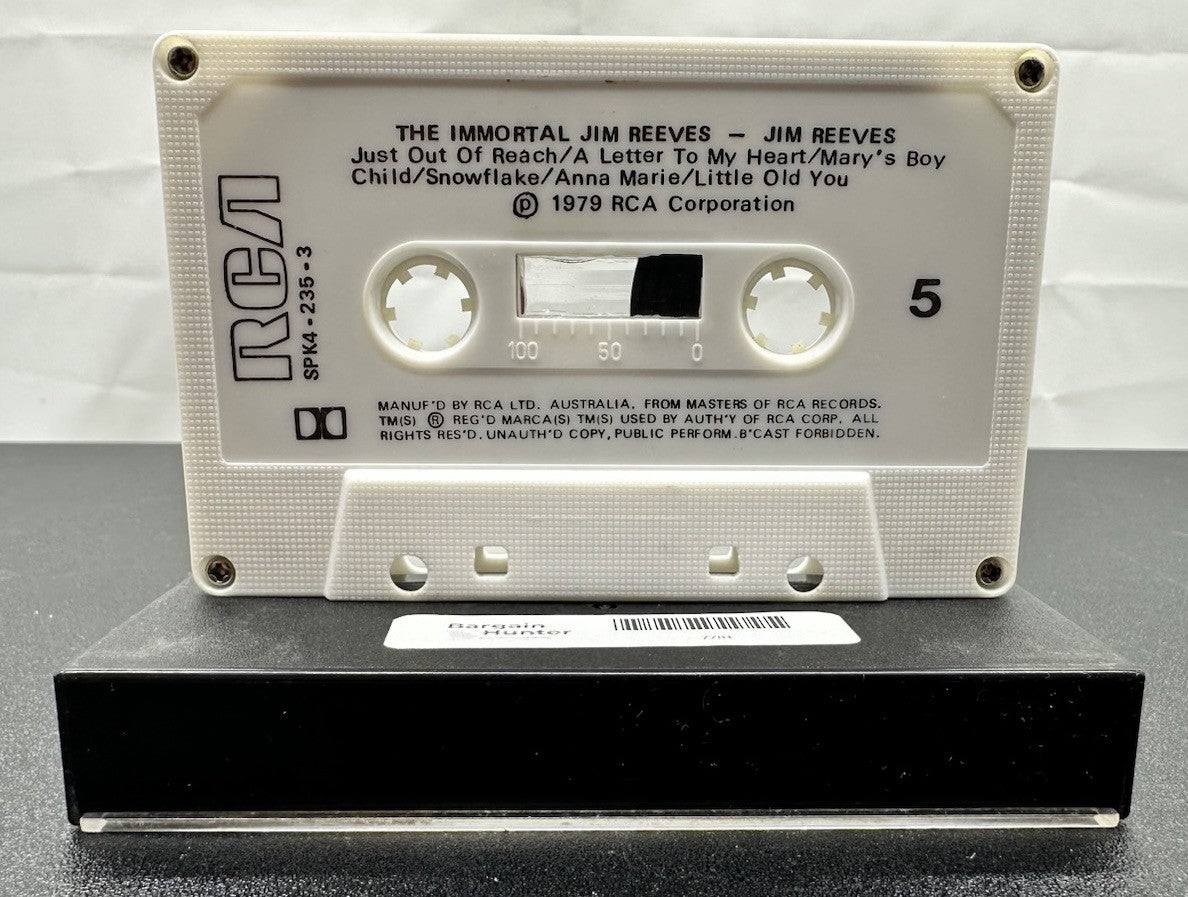 THE IMMORTAL JIM REEVES — JIM REEVES
Just Out Of Reach/A Letter To My Heart/Mary's Boy
Child/Snowflake/Anna Marie/Little Old You
℗ 1979 RCA Corporation
RCA
SPK4-235-3
5
100 50 0
MANUF'D BY RCA LTD. AUSTRALIA, FROM MASTERS OF RCA RECORDS.
TM(S) ® REG'D MARCA(S) TM(S) USED BY AUTH'Y OF RCA CORP. ALL
RIGHTS RES'D. UNAUTH'D COPY, PUBLIC PERFORM.B'CAST FORBIDDEN.
Bargain
Hunter